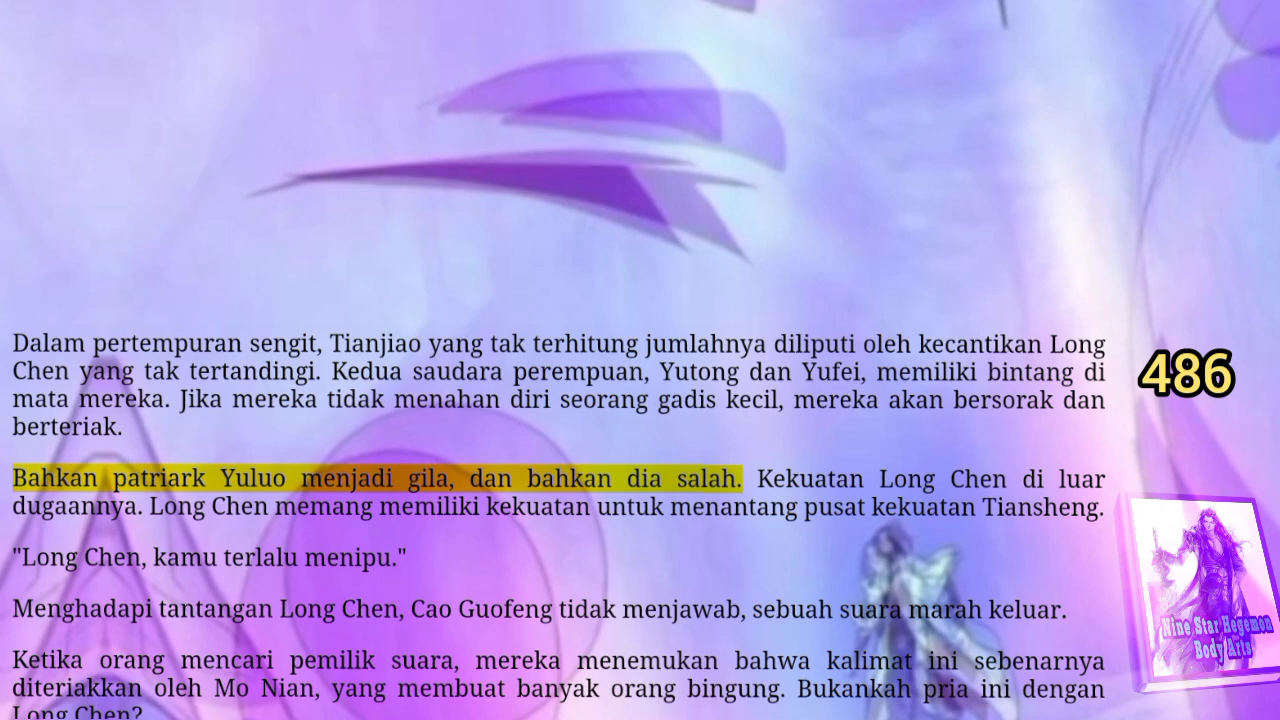 Dalam pertempuran sengit, Tianjiao yang tak terhitung jumlahnya diliputi oleh kecantikan Long
Chen yang tak tertandingi. Kedua saudara perempuan, Yutong dan Yufei, memiliki bintang di
mata mereka. Jika mereka tidak menahan diri seorang gadis kecil, mereka akan bersorak dan
berteriak.
486
Bahkan patriark Yuluo menjadi gila, dan bahkan dia salah. Kekuatan Long Chen di luar
dugaannya. Long Chen memang memiliki kekuatan untuk menantang pusat kekuatan Tiansheng.
"Long Chen, kamu terlalu menipu."
Menghadapi tantangan Long Chen, Cao Guofeng tidak menjawab, sebuah suara marah keluar.
Nine Star Hegemon
Body Arts
Ketika orang mencari pemilik suara, mereka menemukan bahwa kalimat ini sebenarnya
diteriakkan oleh Mo Nian, yang membuat banyak orang bingung. Bukankah pria ini dengan
Long Chen?